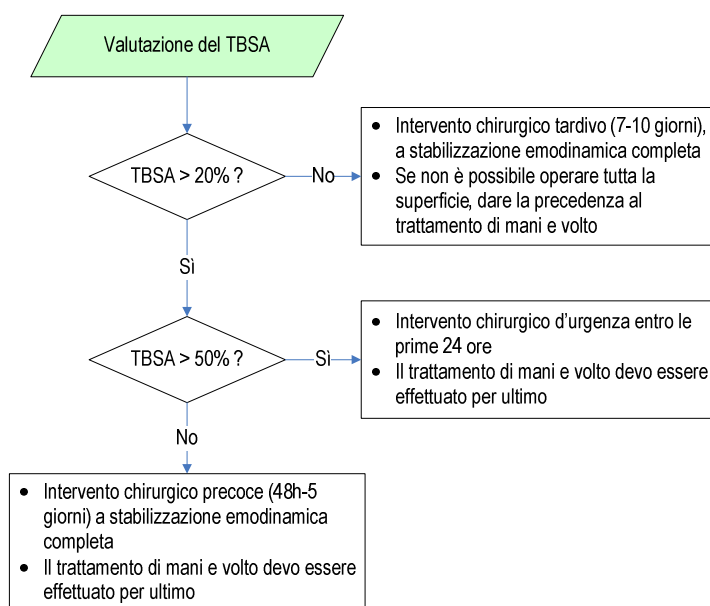 Valutazione del TBSA
TBSA > 20% ?
No
• Intervento chirurgico tardivo (7-10 giorni),
a stabilizzazione emodinamica completa
• Se non è possibile operare tutta la
superficie, dare la precedenza al
trattamento di mani e volto
Sì
TBSA > 50% ?
Sì
• Intervento chirurgico d'urgenza entro le
prime 24 ore
• Il trattamento di mani e volto devo essere
effettuato per ultimo
No
• Intervento chirurgico precoce (48h-5
giorni) a stabilizzazione emodinamica
completa
• Il trattamento di mani e volto devo essere
effettuato per ultimo